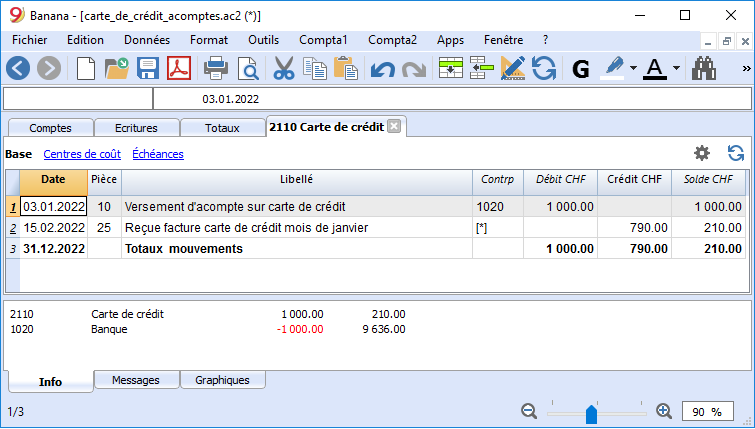 9 Banana - [carte_de_crédit_acomptes.ac2 (*)]
Fichier Edition Données Format Outils Compta1 Compta2 Apps Fenêtre ?
G A »
03.01.2022
Comptes Ecritures Totaux 2110 Carte de crédit
Base Centres de coût Échéances
Date Pièce Libellé Contrp Débit CHF Crédit CHF Solde CHF
1 03.01.2022 10 Versement d'acompte sur carte de crédit 1020 1 000.00 1 000.00
2 15.02.2022 25 Reçue facture carte de crédit mois de janvier [*] 790.00 210.00
3 31.12.2022 Totaux mouvements 1 000.00 790.00 210.00
2110 Carte de crédit 1 000.00 210.00
1020 Banque -1 000.00 9 636.00
Info Messages Graphiques
1/3 90 %